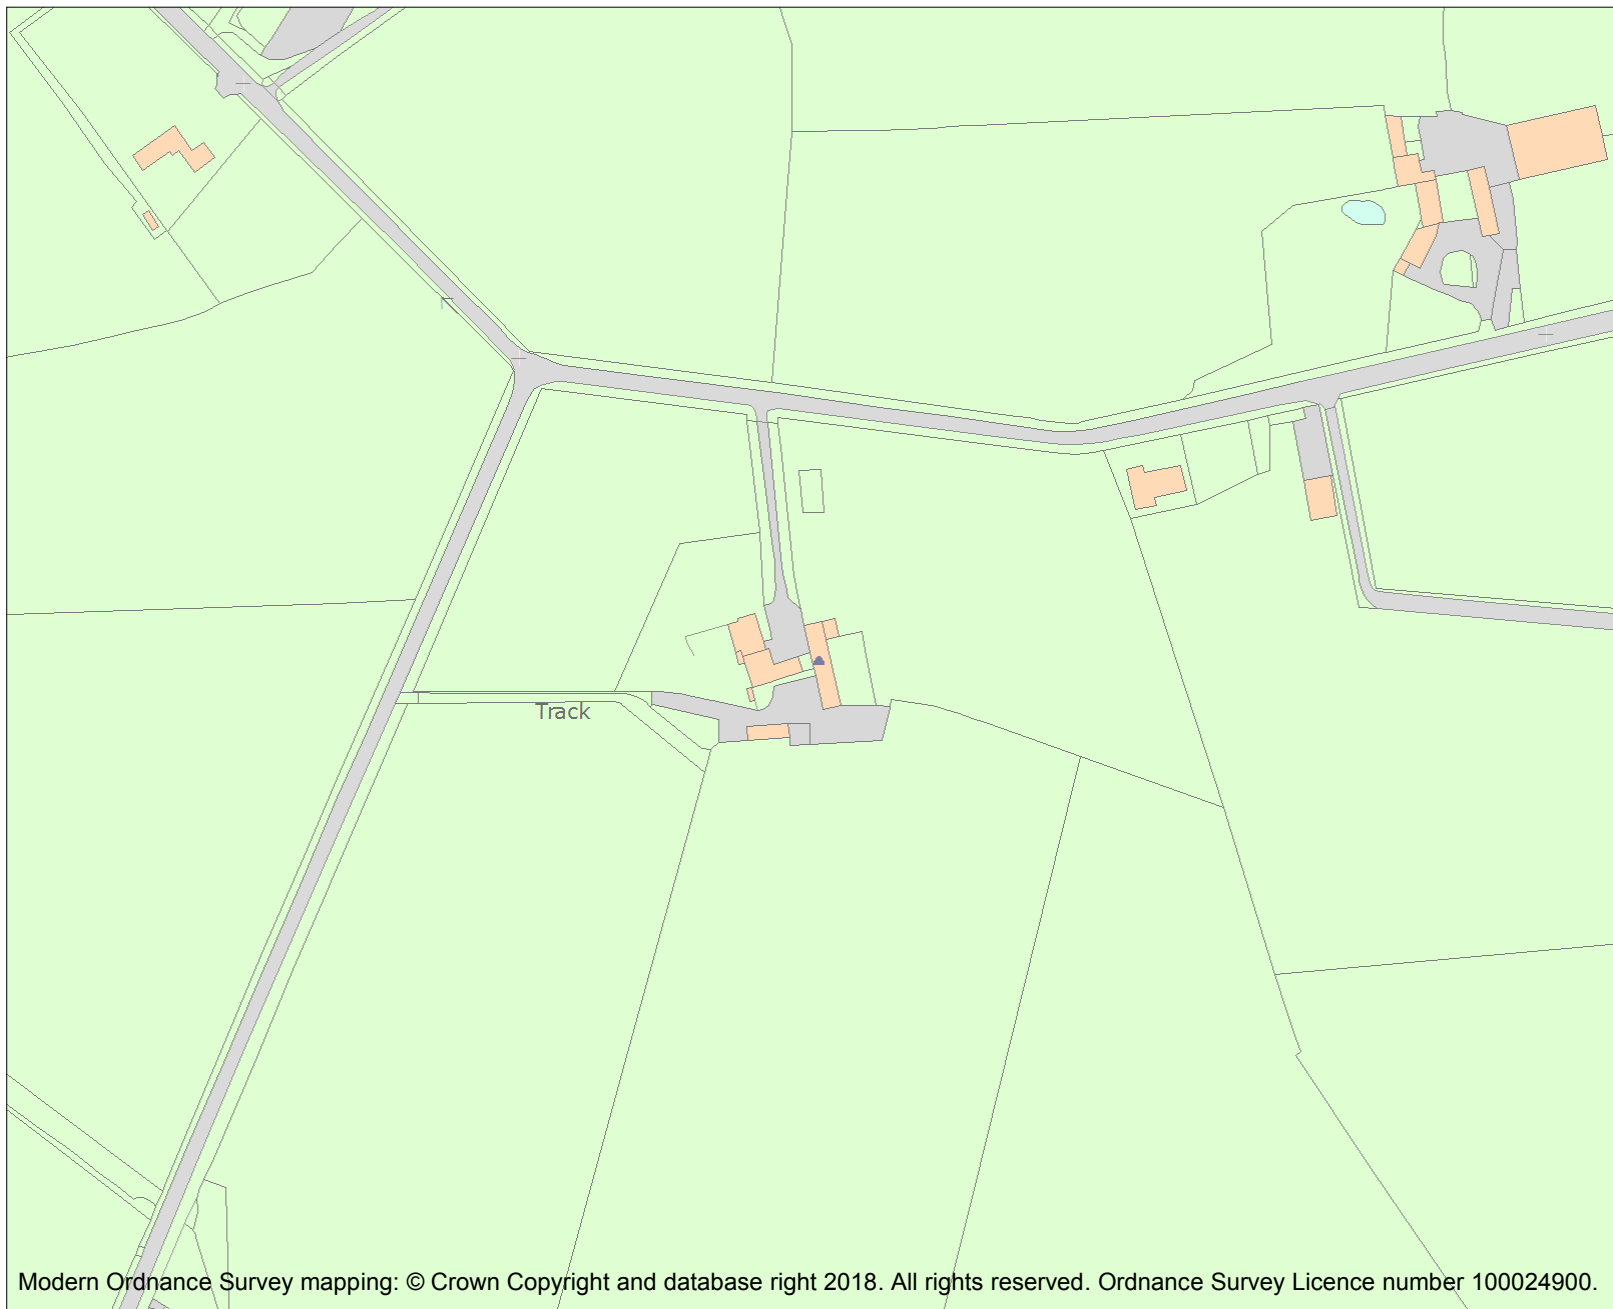 Track
Modern Ordnance Survey mapping: © Crown Copyright and database right 2018. All rights reserved. Ordnance Survey Licence number 100024900.